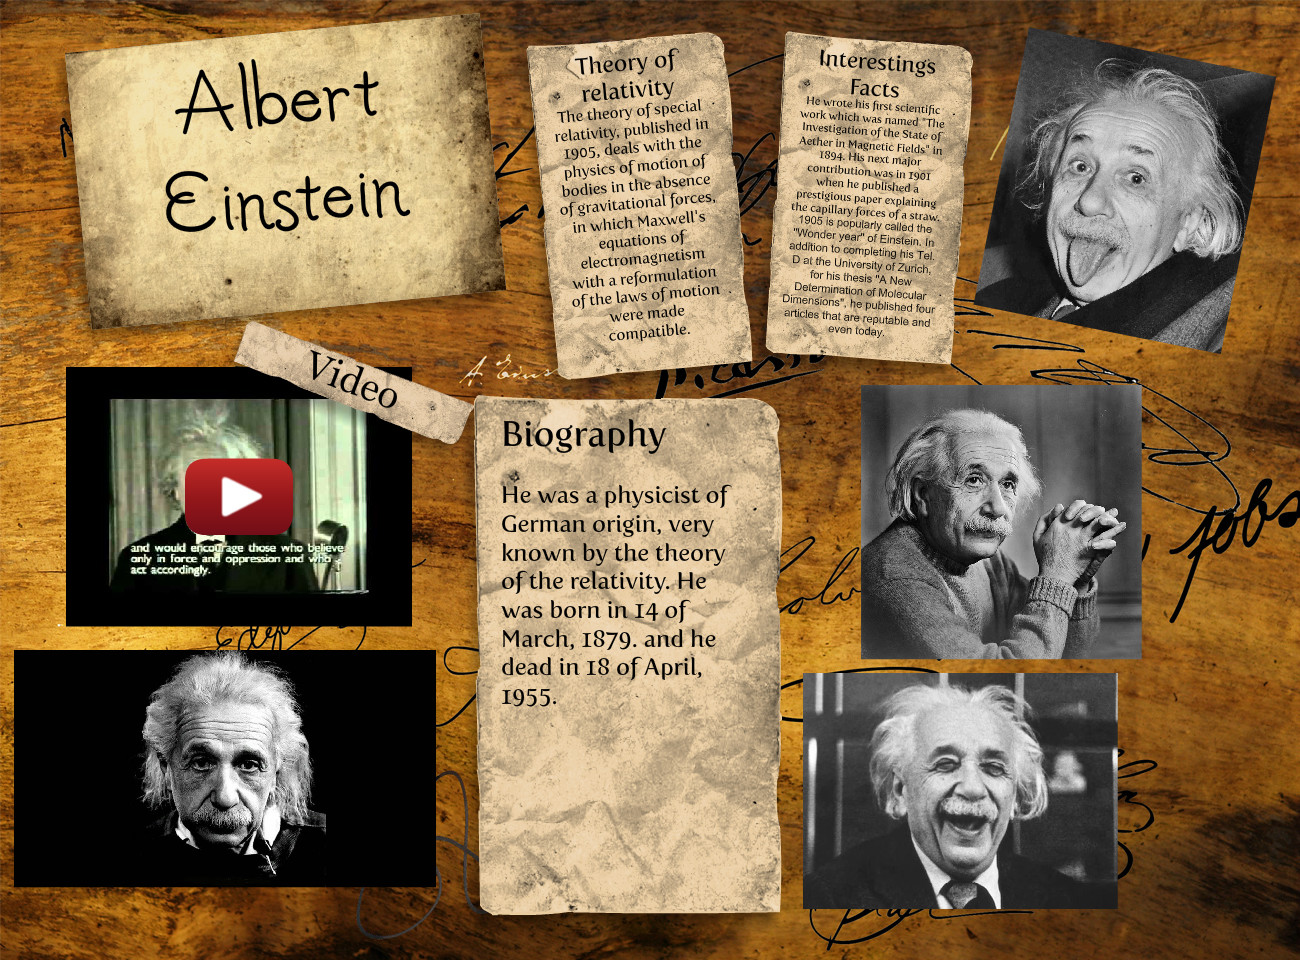 Albert
Einstein
Theory of
relativity
The theory of special
relativity, published in
1905, deals with the
physics of motion of
bodies in the absence
of gravitational forces,
in which Maxwell's
equations of
electromagnetism
with a reformulation
of the laws of motion
were made
compatible.
Interestings
Facts
He wrote his first scientific
work which was named "The
Investigation of the State of
Aether in Magnetic Fields" in
1894. His next major
contribution was in 1901
when he published a
prestigious paper explaining
the capillary forces of a straw.
1905 is popularly called the
"Wonder year" of Einstein. In
addition to completing his Tel.
D at the University of Zurich,
for his thesis "A New
Determination of Molecular
Dimensions", he published four
articles that are reputable and
even today.
Video
and would encourage those who believe
only in force and oppression and who
act accordingly.
Biography
He was a physicist of
German origin, very
known by the theory
of the relativity. He
was born in 14 of
March, 1879. and he
dead in 18 of April,
1955.
Jobs